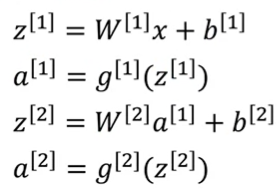 z^[1] = W^[1]x + b^[1]
a^[1] = g^[1](z^[1])
z^[2] = W^[2]a^[1] + b^[2]
a^[2] = g^[2](z^[2])